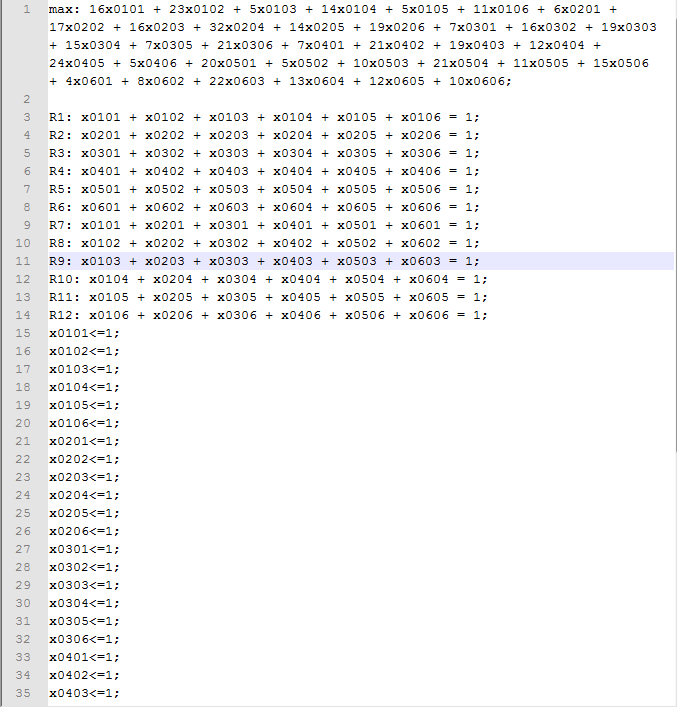 1 max: 16x0101 + 23x0102 + 5x0103 + 14x0104 + 5x0105 + 11x0106 + 6x0201 +
17x0202 + 16x0203 + 32x0204 + 14x0205 + 19x0206 + 7x0301 + 16x0302 + 19x0303
+ 15x0304 + 7x0305 + 21x0306 + 7x0401 + 21x0402 + 19x0403 + 12x0404 +
24x0405 + 5x0406 + 20x0501 + 5x0502 + 10x0503 + 21x0504 + 11x0505 + 15x0506
+ 4x0601 + 8x0602 + 22x0603 + 13x0604 + 12x0605 + 10x0606;
2
3 R1: x0101 + x0102 + x0103 + x0104 + x0105 + x0106 = 1;
4 R2: x0201 + x0202 + x0203 + x0204 + x0205 + x0206 = 1;
5 R3: x0301 + x0302 + x0303 + x0304 + x0305 + x0306 = 1;
6 R4: x0401 + x0402 + x0403 + x0404 + x0405 + x0406 = 1;
7 R5: x0501 + x0502 + x0503 + x0504 + x0505 + x0506 = 1;
8 R6: x0601 + x0602 + x0603 + x0604 + x0605 + x0606 = 1;
9 R7: x0101 + x0201 + x0301 + x0401 + x0501 + x0601 = 1;
10 R8: x0102 + x0202 + x0302 + x0402 + x0502 + x0602 = 1;
11 R9: x0103 + x0203 + x0303 + x0403 + x0503 + x0603 = 1;
12 R10: x0104 + x0204 + x0304 + x0404 + x0504 + x0604 = 1;
13 R11: x0105 + x0205 + x0305 + x0405 + x0505 + x0605 = 1;
14 R12: x0106 + x0206 + x0306 + x0406 + x0506 + x0606 = 1;
15 x0101<=1;
16 x0102<=1;
17 x0103<=1;
18 x0104<=1;
19 x0105<=1;
20 x0106<=1;
21 x0201<=1;
22 x0202<=1;
23 x0203<=1;
24 x0204<=1;
25 x0205<=1;
26 x0206<=1;
27 x0301<=1;
28 x0302<=1;
29 x0303<=1;
30 x0304<=1;
31 x0305<=1;
32 x0306<=1;
33 x0401<=1;
34 x0402<=1;
35 x0403<=1;